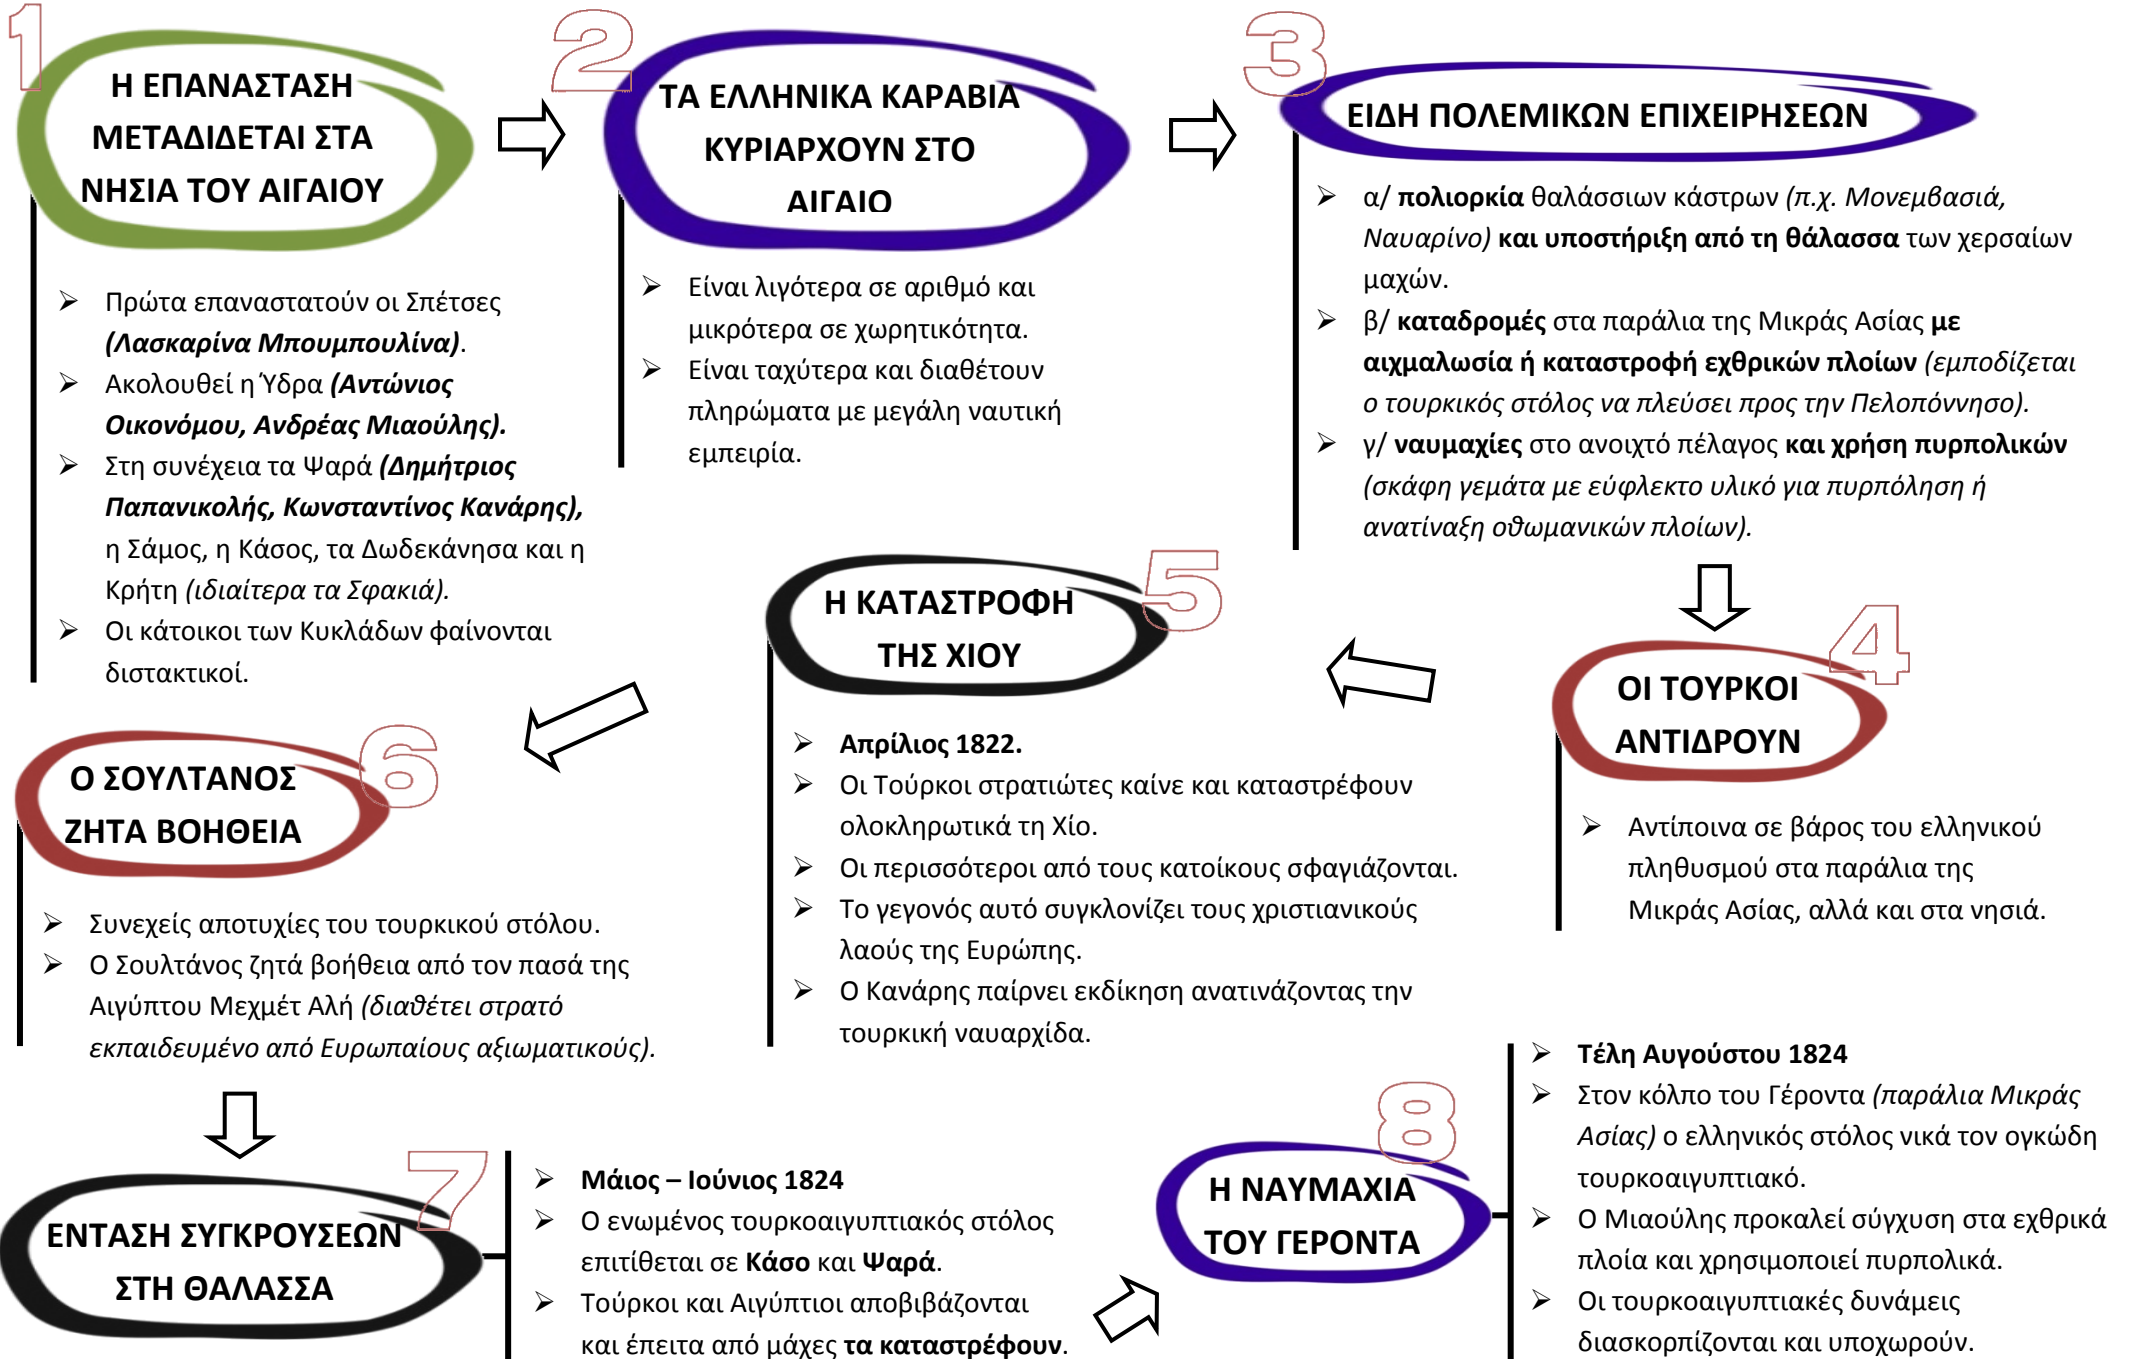 1
Η ΕΠΑΝΑΣΤΑΣΗ
ΜΕΤΑΔΙΔΕΤΑΙ ΣΤΑ
ΝΗΣΙΑ ΤΟΥ ΑΙΓΑΙΟΥ
Πρώτα επαναστατούν οι Σπέτσες
(Λασκαρίνα Μπουμπουλίνα).
Ακολουθεί η Ύδρα (Αντώνιος
Οικονόμου, Ανδρέας Μιαούλης).
Στη συνέχεια τα Ψαρά (Δημήτριος
Παπανικολής, Κωνσταντίνος Κανάρης),
η Σάμος, η Κάσος, τα Δωδεκάνησα και η
Κρήτη (ιδιαίτερα τα Σφακιά).
Οι κάτοικοι των Κυκλάδων φαίνονται
διστακτικοί.
2
ΤΑ ΕΛΛΗΝΙΚΑ ΚΑΡΑΒΙΑ
ΚΥΡΙΑΡΧΟΥΝ ΣΤΟ
ΑΙΓΑΙΟ
Είναι λιγότερα σε αριθμό και
μικρότερα σε χωρητικότητα.
Είναι ταχύτερα και διαθέτουν
πληρώματα με μεγάλη ναυτική
εμπειρία.
3
ΕΙΔΗ ΠΟΛΕΜΙΚΩΝ ΕΠΙΧΕΙΡΗΣΕΩΝ
α/ πολιορκία θαλάσσιων κάστρων (π.χ. Μονεμβασιά,
Ναυαρίνο) και υποστήριξη από τη θάλασσα των χερσαίων
μαχών.
β/ καταδρομές στα παράλια της Μικράς Ασίας με
αιχμαλωσία ή καταστροφή εχθρικών πλοίων (εμποδίζεται
ο τουρκικός στόλος να πλεύσει προς την Πελοπόννησο).
γ/ ναυμαχίες στο ανοιχτό πέλαγος και χρήση πυρπολικών
(σκάφη γεμάτα με εύφλεκτο υλικό για πυρπόληση ή
ανατίναξη οθωμανικών πλοίων).
4
ΟΙ ΤΟΥΡΚΟΙ
ΑΝΤΙΔΡΟΥΝ
Αντίποινα σε βάρος του ελληνικού
πληθυσμού στα παράλια της
Μικράς Ασίας, αλλά και στα νησιά.
5
Η ΚΑΤΑΣΤΡΟΦΗ
ΤΗΣ ΧΙΟΥ
Απρίλιος 1822.
Οι Τούρκοι στρατιώτες καίνε και καταστρέφουν
ολοκληρωτικά τη Χίο.
Οι περισσότεροι από τους κατοίκους σφαγιάζονται.
Το γεγονός αυτό συγκλονίζει τους χριστιανικούς
λαούς της Ευρώπης.
Ο Κανάρης παίρνει εκδίκηση ανατινάζοντας την
τουρκική ναυαρχίδα.
6
Ο ΣΟΥΛΤΑΝΟΣ
ΖΗΤΑ ΒΟΗΘΕΙΑ
Συνεχείς αποτυχίες του τουρκικού στόλου.
Ο Σουλτάνος ζητά βοήθεια από τον πασά της
Αιγύπτου Μεχμέτ Αλή (διαθέτει στρατό
εκπαιδευμένο από Ευρωπαίους αξιωματικούς).
7
ΕΝΤΑΣΗ ΣΥΓΚΡΟΥΣΕΩΝ
ΣΤΗ ΘΑΛΑΣΣΑ
Μάιος – Ιούνιος 1824
Ο ενωμένος τουρκοαιγυπτιακός στόλος
επιτίθεται σε Κάσο και Ψαρά.
Τούρκοι και Αιγύπτιοι αποβιβάζονται
και έπειτα από μάχες τα καταστρέφουν.
8
Η ΝΑΥΜΑΧΙΑ
ΤΟΥ ΓΕΡΟΝΤΑ
Τέλη Αυγούστου 1824
Στον κόλπο του Γέροντα (παράλια Μικράς
Ασίας) ο ελληνικός στόλος νικά τον ογκώδη
τουρκοαιγυπτιακό.
Ο Μιαούλης προκαλεί σύγχυση στα εχθρικά
πλοία και χρησιμοποιεί πυρπολικά.
Οι τουρκοαιγυπτιακές δυνάμεις
διασκορπίζονται και υποχωρούν.